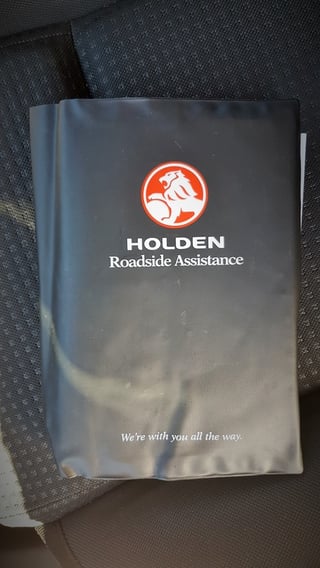 HOLDEN
Roadside Assistance
We're with you all the way.